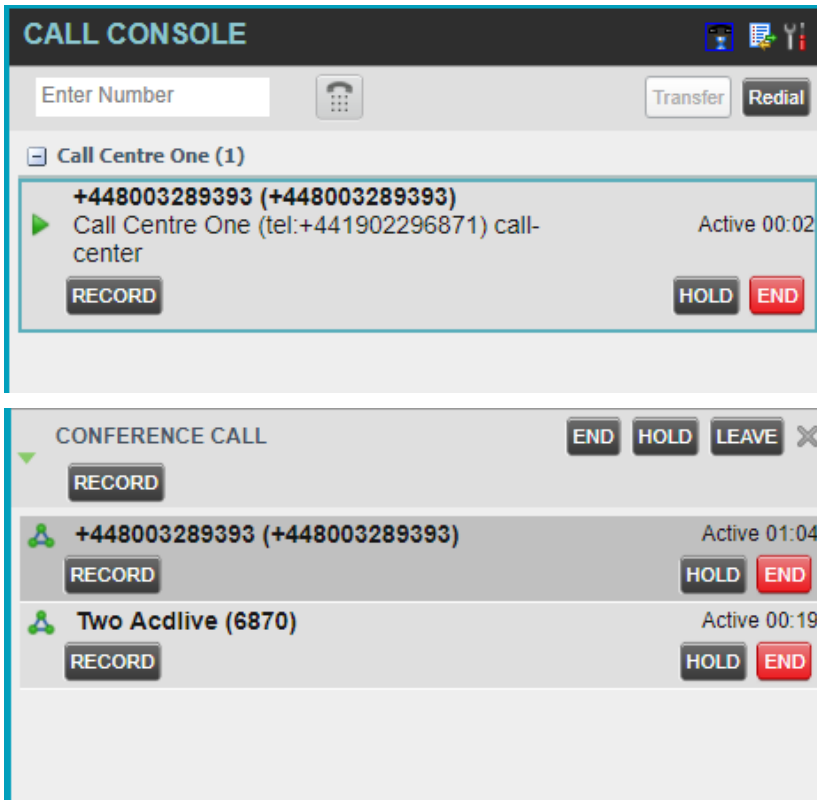 CALL CONSOLE
Enter Number
Transfer Redial
Call Centre One (1)
+448003289393 (+448003289393)
Call Centre One (tel:+441902296871) call-
center
Active 00:02
RECORD HOLD END
CONFERENCE CALL END HOLD LEAVE
RECORD
+448003289393 (+448003289393) Active 01:04
RECORD HOLD END
Two Acdlive (6870) Active 00:19
RECORD HOLD END